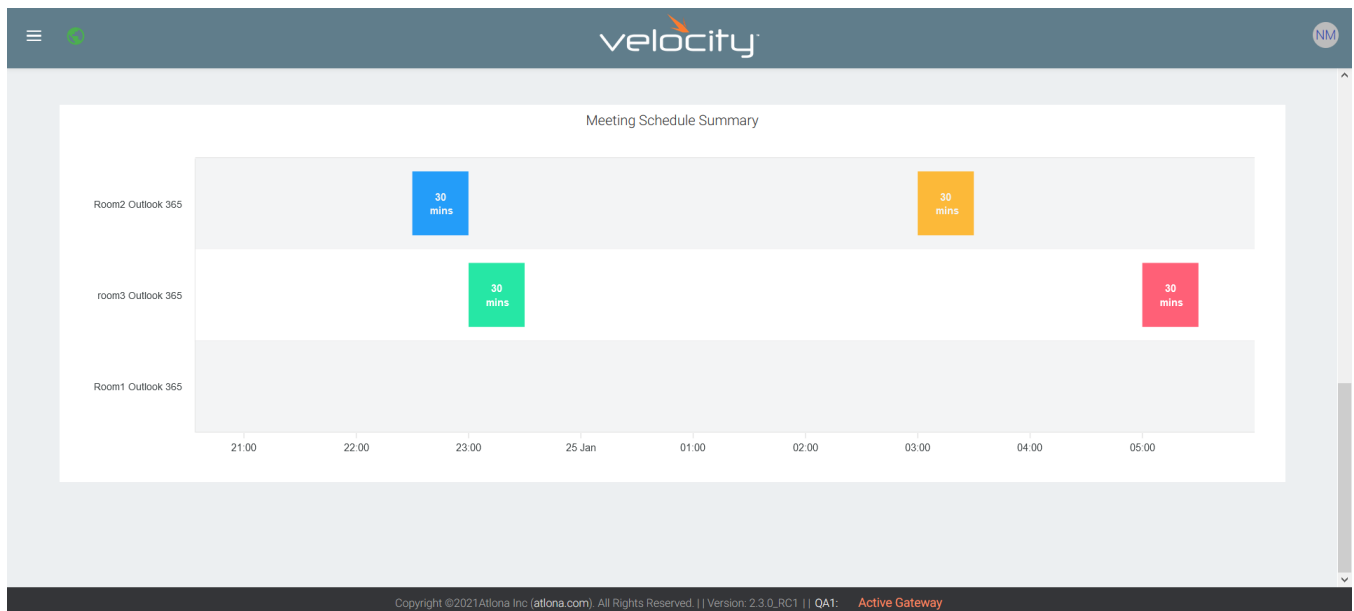 velocity
NM
Meeting Schedule Summary
Room2 Outlook 365
30
mins
30
mins
room3 Outlook 365
30
mins
30
mins
Room1 Outlook 365
21:00 22:00 23:00 25 Jan 01:00 02:00 03:00 04:00 05:00
Copyright ©2021Atlona Inc (atlona.com). All Rights Reserved. || Version: 2.3.0_RC1 || QA1: Active Gateway